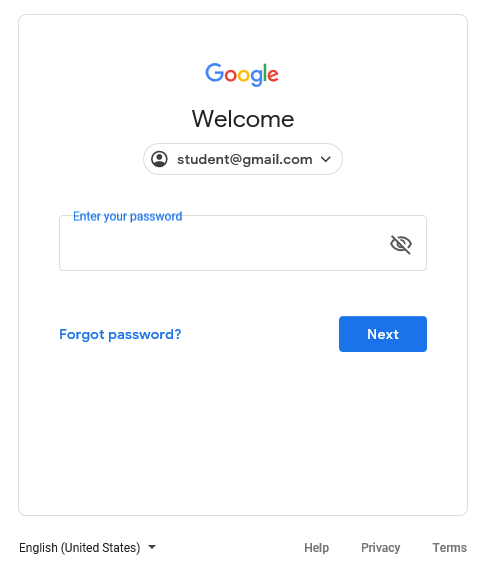 Google
Welcome
student@gmail.com
Enter your password
Forgot password?
Next
English (United States)
Help
Privacy
Terms